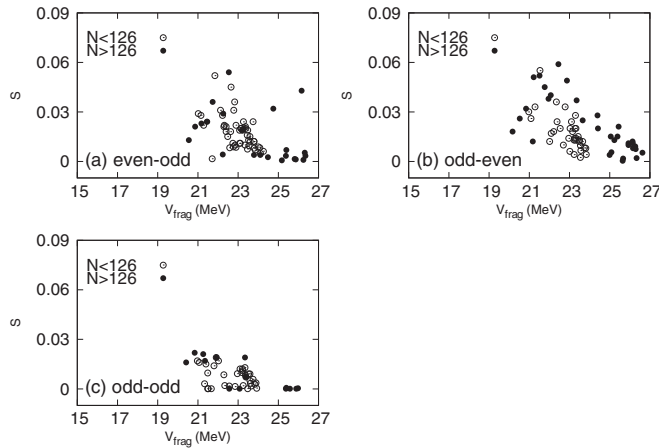 0.09
N<126
N>126
0.06
S
0.03
0
(a) even-odd
15 17 19 21 23 25 27
V_frag (MeV)
0.09
N<126
N>126
0.06
S
0.03
0
(b) odd-even
15 17 19 21 23 25 27
V_frag (MeV)
0.09
N<126
N>126
0.06
S
0.03
0
(c) odd-odd
15 17 19 21 23 25 27
V_frag (MeV)